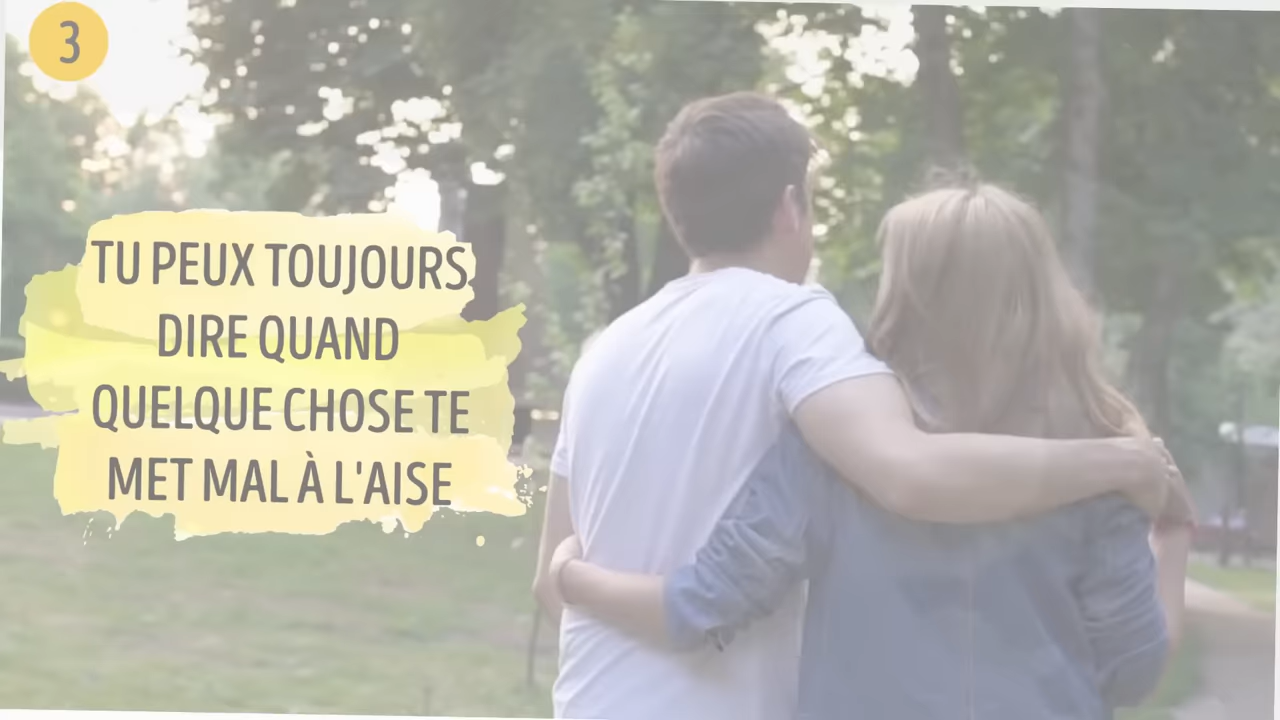 3
TU PEUX TOUJOURS
DIRE QUAND
QUELQUE CHOSE TE
MET MAL À L'AISE